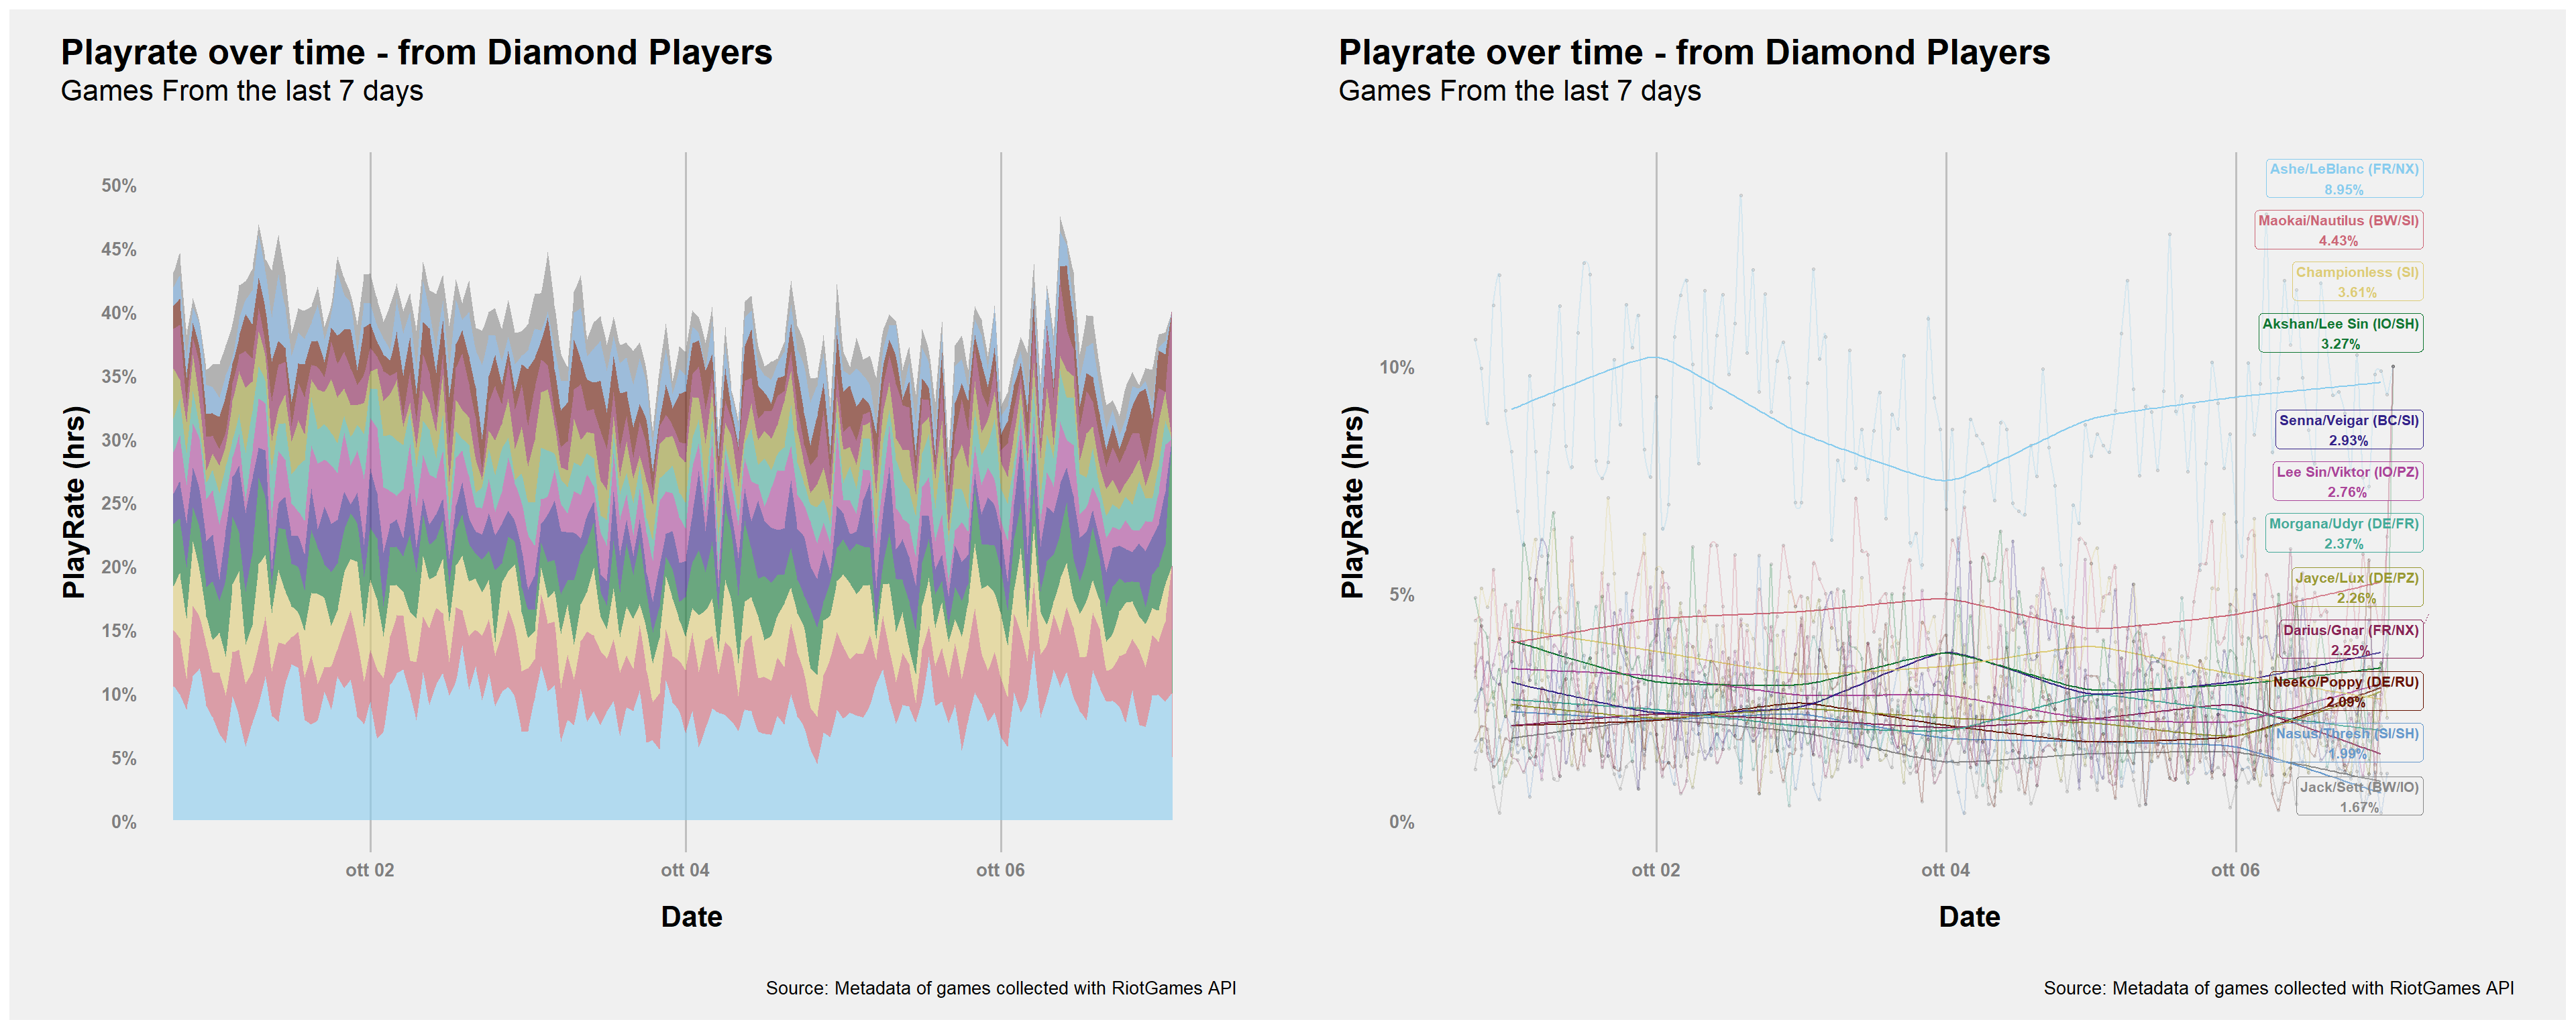 Playrate over time - from Diamond Players
Games From the last 7 days
50%
45%
40%
35%
30%
25%
20%
15%
10%
5%
0%
PlayRate (hrs)
ott 02
ott 04
ott 06
Date
Source: Metadata of games collected with RiotGames API
Playrate over time - from Diamond Players
Games From the last 7 days
10%
5%
0%
PlayRate (hrs)
Ashe/LeBlanc (FR/NX)
8.95%
Maokai/Nautilus (BW/SI)
4.43%
Championless (SI)
3.61%
Akshan/Lee Sin (IO/SH)
3.27%
Senna/Veigar (BC/SI)
2.93%
Lee Sin/Viktor (IO/PZ)
2.76%
Morgana/Udyr (DE/FR)
2.37%
Jayce/Lux (DE/PZ)
2.26%
Darius/Gnar (FR/NX)
2.25%
Neeko/Poppy (DE/RU)
2.09%
Nasus/Thresh (SI/SH)
1.99%
Jack/Sett (BW/IO)
1.67%
ott 02
ott 04
ott 06
Date
Source: Metadata of games collected with RiotGames API